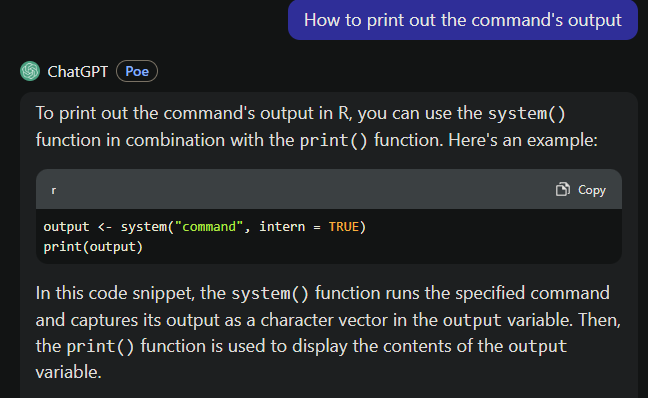 How to print out the command's output
ChatGPT Poe
To print out the command's output in R, you can use the system()
function in combination with the print() function. Here's an example:
r Copy
output <- system("command", intern = TRUE)
print(output)
In this code snippet, the system() function runs the specified command
and captures its output as a character vector in the output variable. Then,
the print() function is used to display the contents of the output
variable.